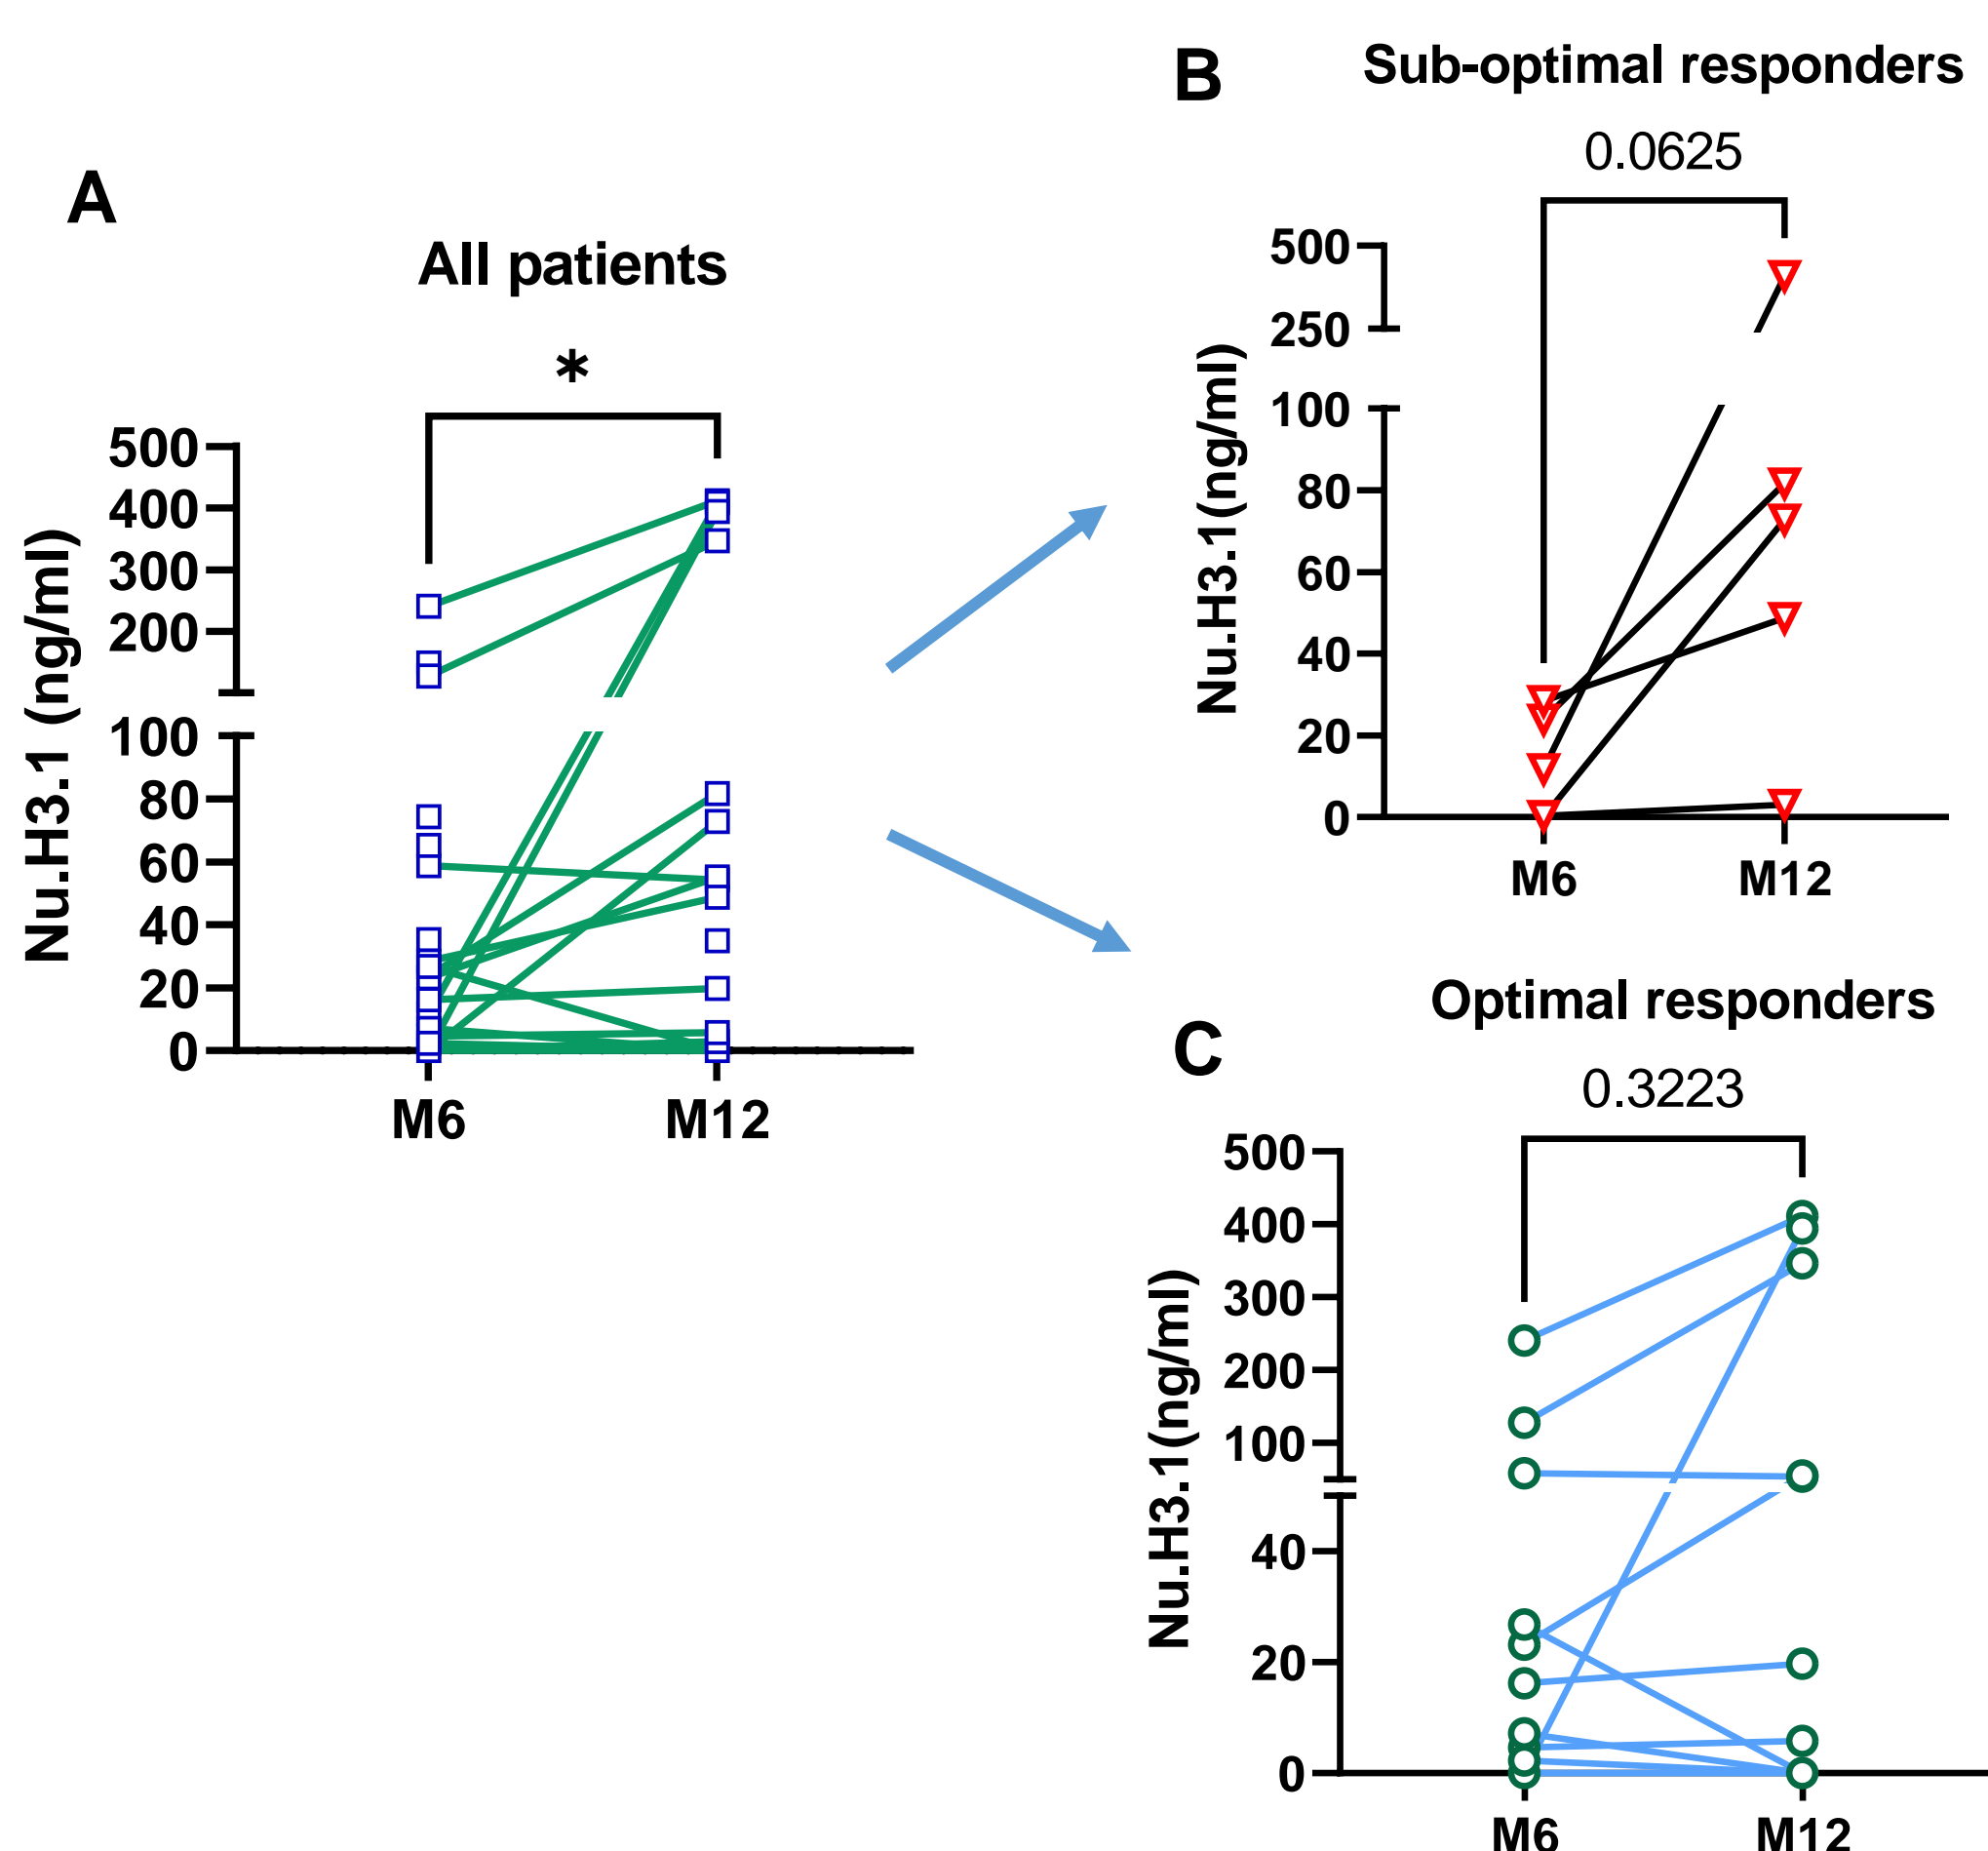 A
All patients
*
Nu.H3.1 (ng/ml)
500
400
300
200
100
80
60
40
20
0
M6
M12
B
Sub-optimal responders
0.0625
Nu.H3.1(ng/ml)
500
250
100
80
60
40
20
0
M6
M12
C
Optimal responders
0.3223
Nu.H3.1(ng/ml)
500
400
300
200
100
40
20
0
M6
M12